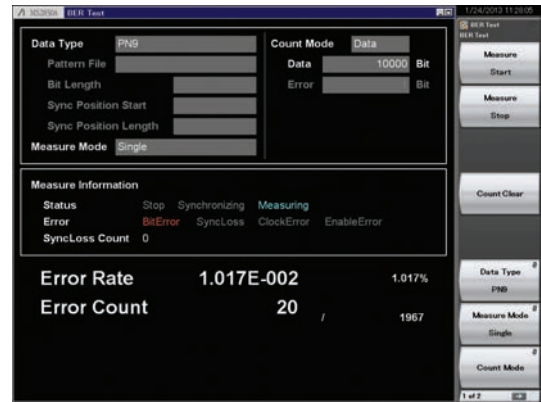 MS2830A BER Test
1/24/2013 11:28:05
BER Test
BER Test
Data Type PN9
Count Mode Data
Pattern File
Data 10000 Bit
Bit Length
Error Bit
Sync Position Start
Sync Position Length
Measure Mode Single
Measure Information
Status Stop Synchronizing Measuring
Error BitError SyncLoss ClockError EnableError
SyncLoss Count 0
Error Rate 1.017E-002 1.017%
Error Count 20 / 1967
Measure
Start
Measure
Stop
Count Clear
Data Type
PN9
Measure Mode
Single
Count Mode
1 of 2